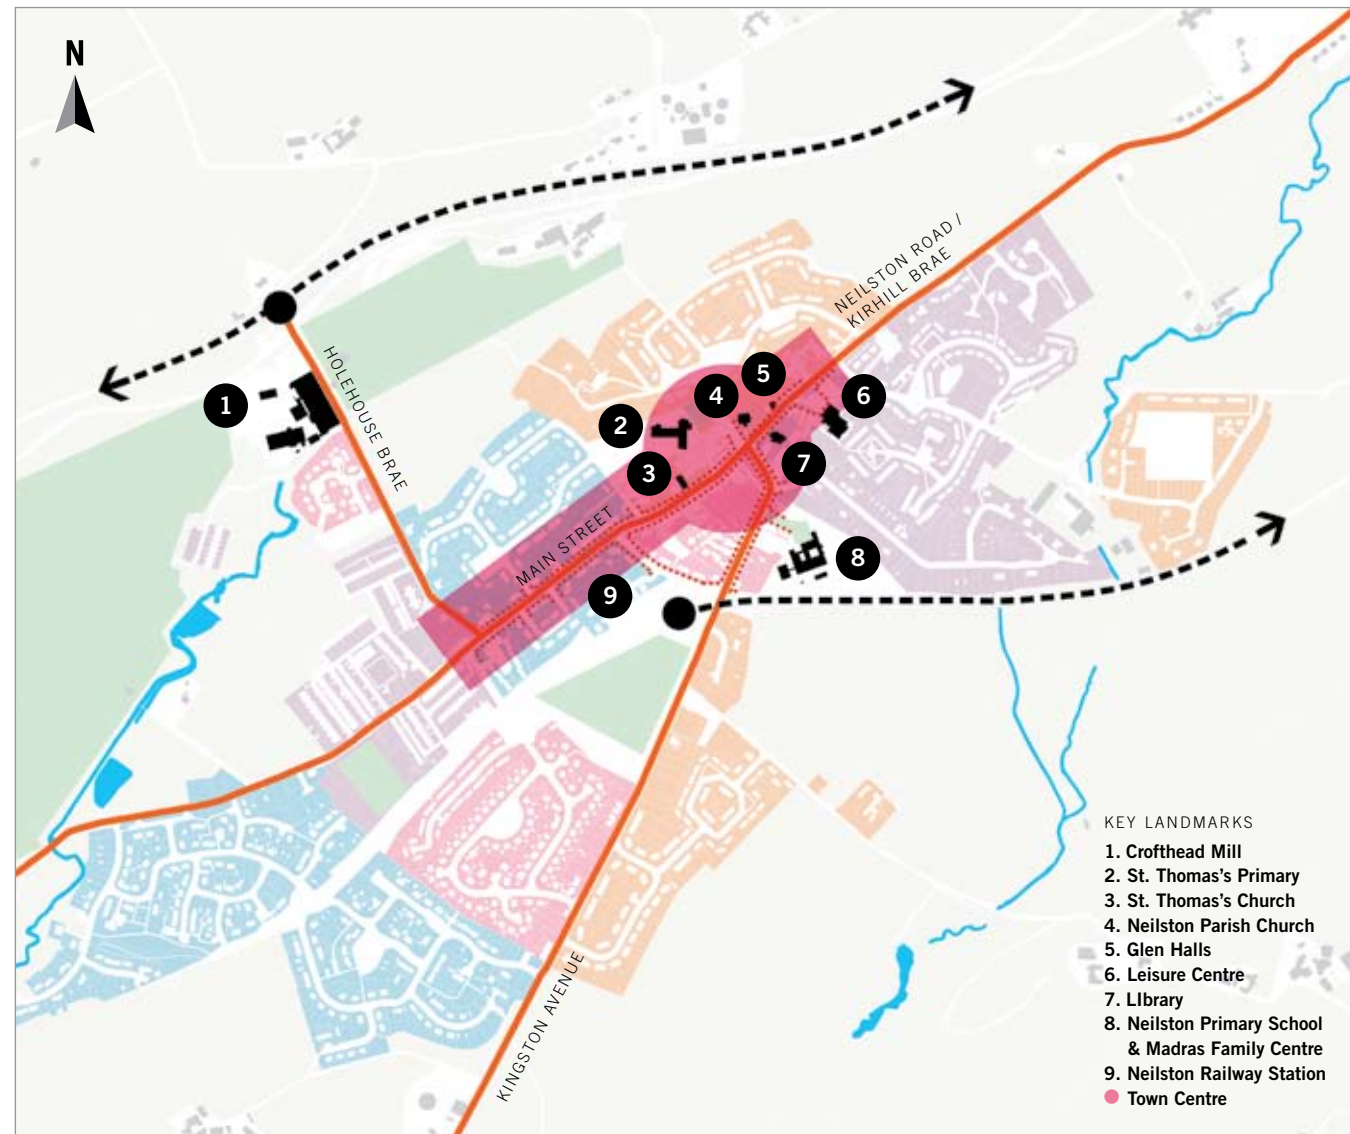 N
NEILSTON ROAD /
KIRHILL BRAE
HOLEHOUSE BRAE
1
2
3
4
5
6
7
8
9
MAIN STREET
KINGSTON AVENUE
KEY LANDMARKS
1. Crofthead Mill
2. St. Thomas's Primary
3. St. Thomas's Church
4. Neilston Parish Church
5. Glen Halls
6. Leisure Centre
7. LIbrary
8. Neilston Primary School
& Madras Family Centre
9. Neilston Railway Station
Town Centre